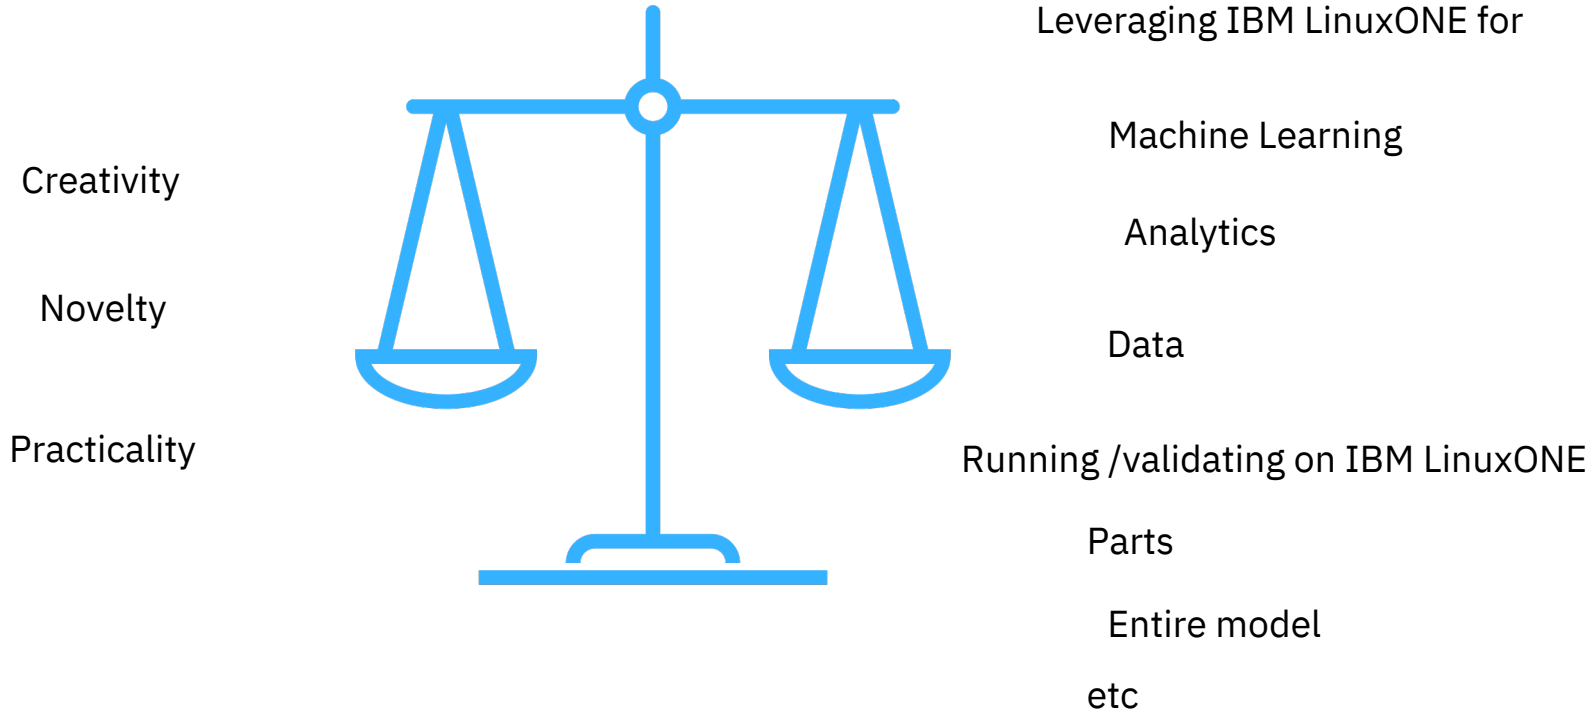 Creativity
Novelty
Practicality
Leveraging IBM LinuxONE for
Machine Learning
Analytics
Data
Running /validating on IBM LinuxONE
Parts
Entire model
etc